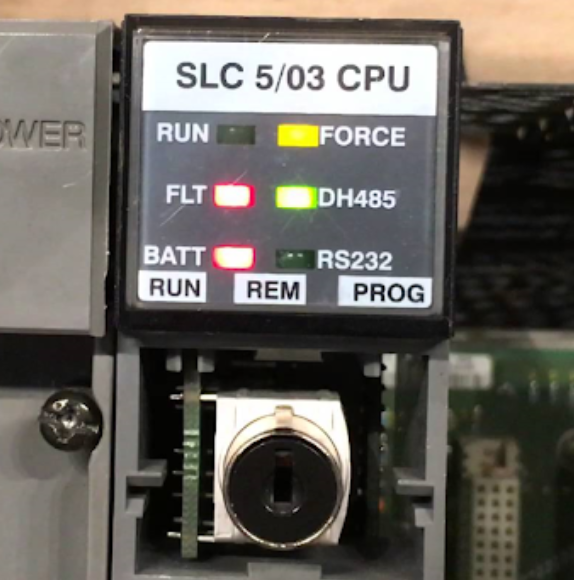 SLC 5/03 CPU
OWER
RUN FORCE
FLT DH485
BATT RS232
RUN REM PROG